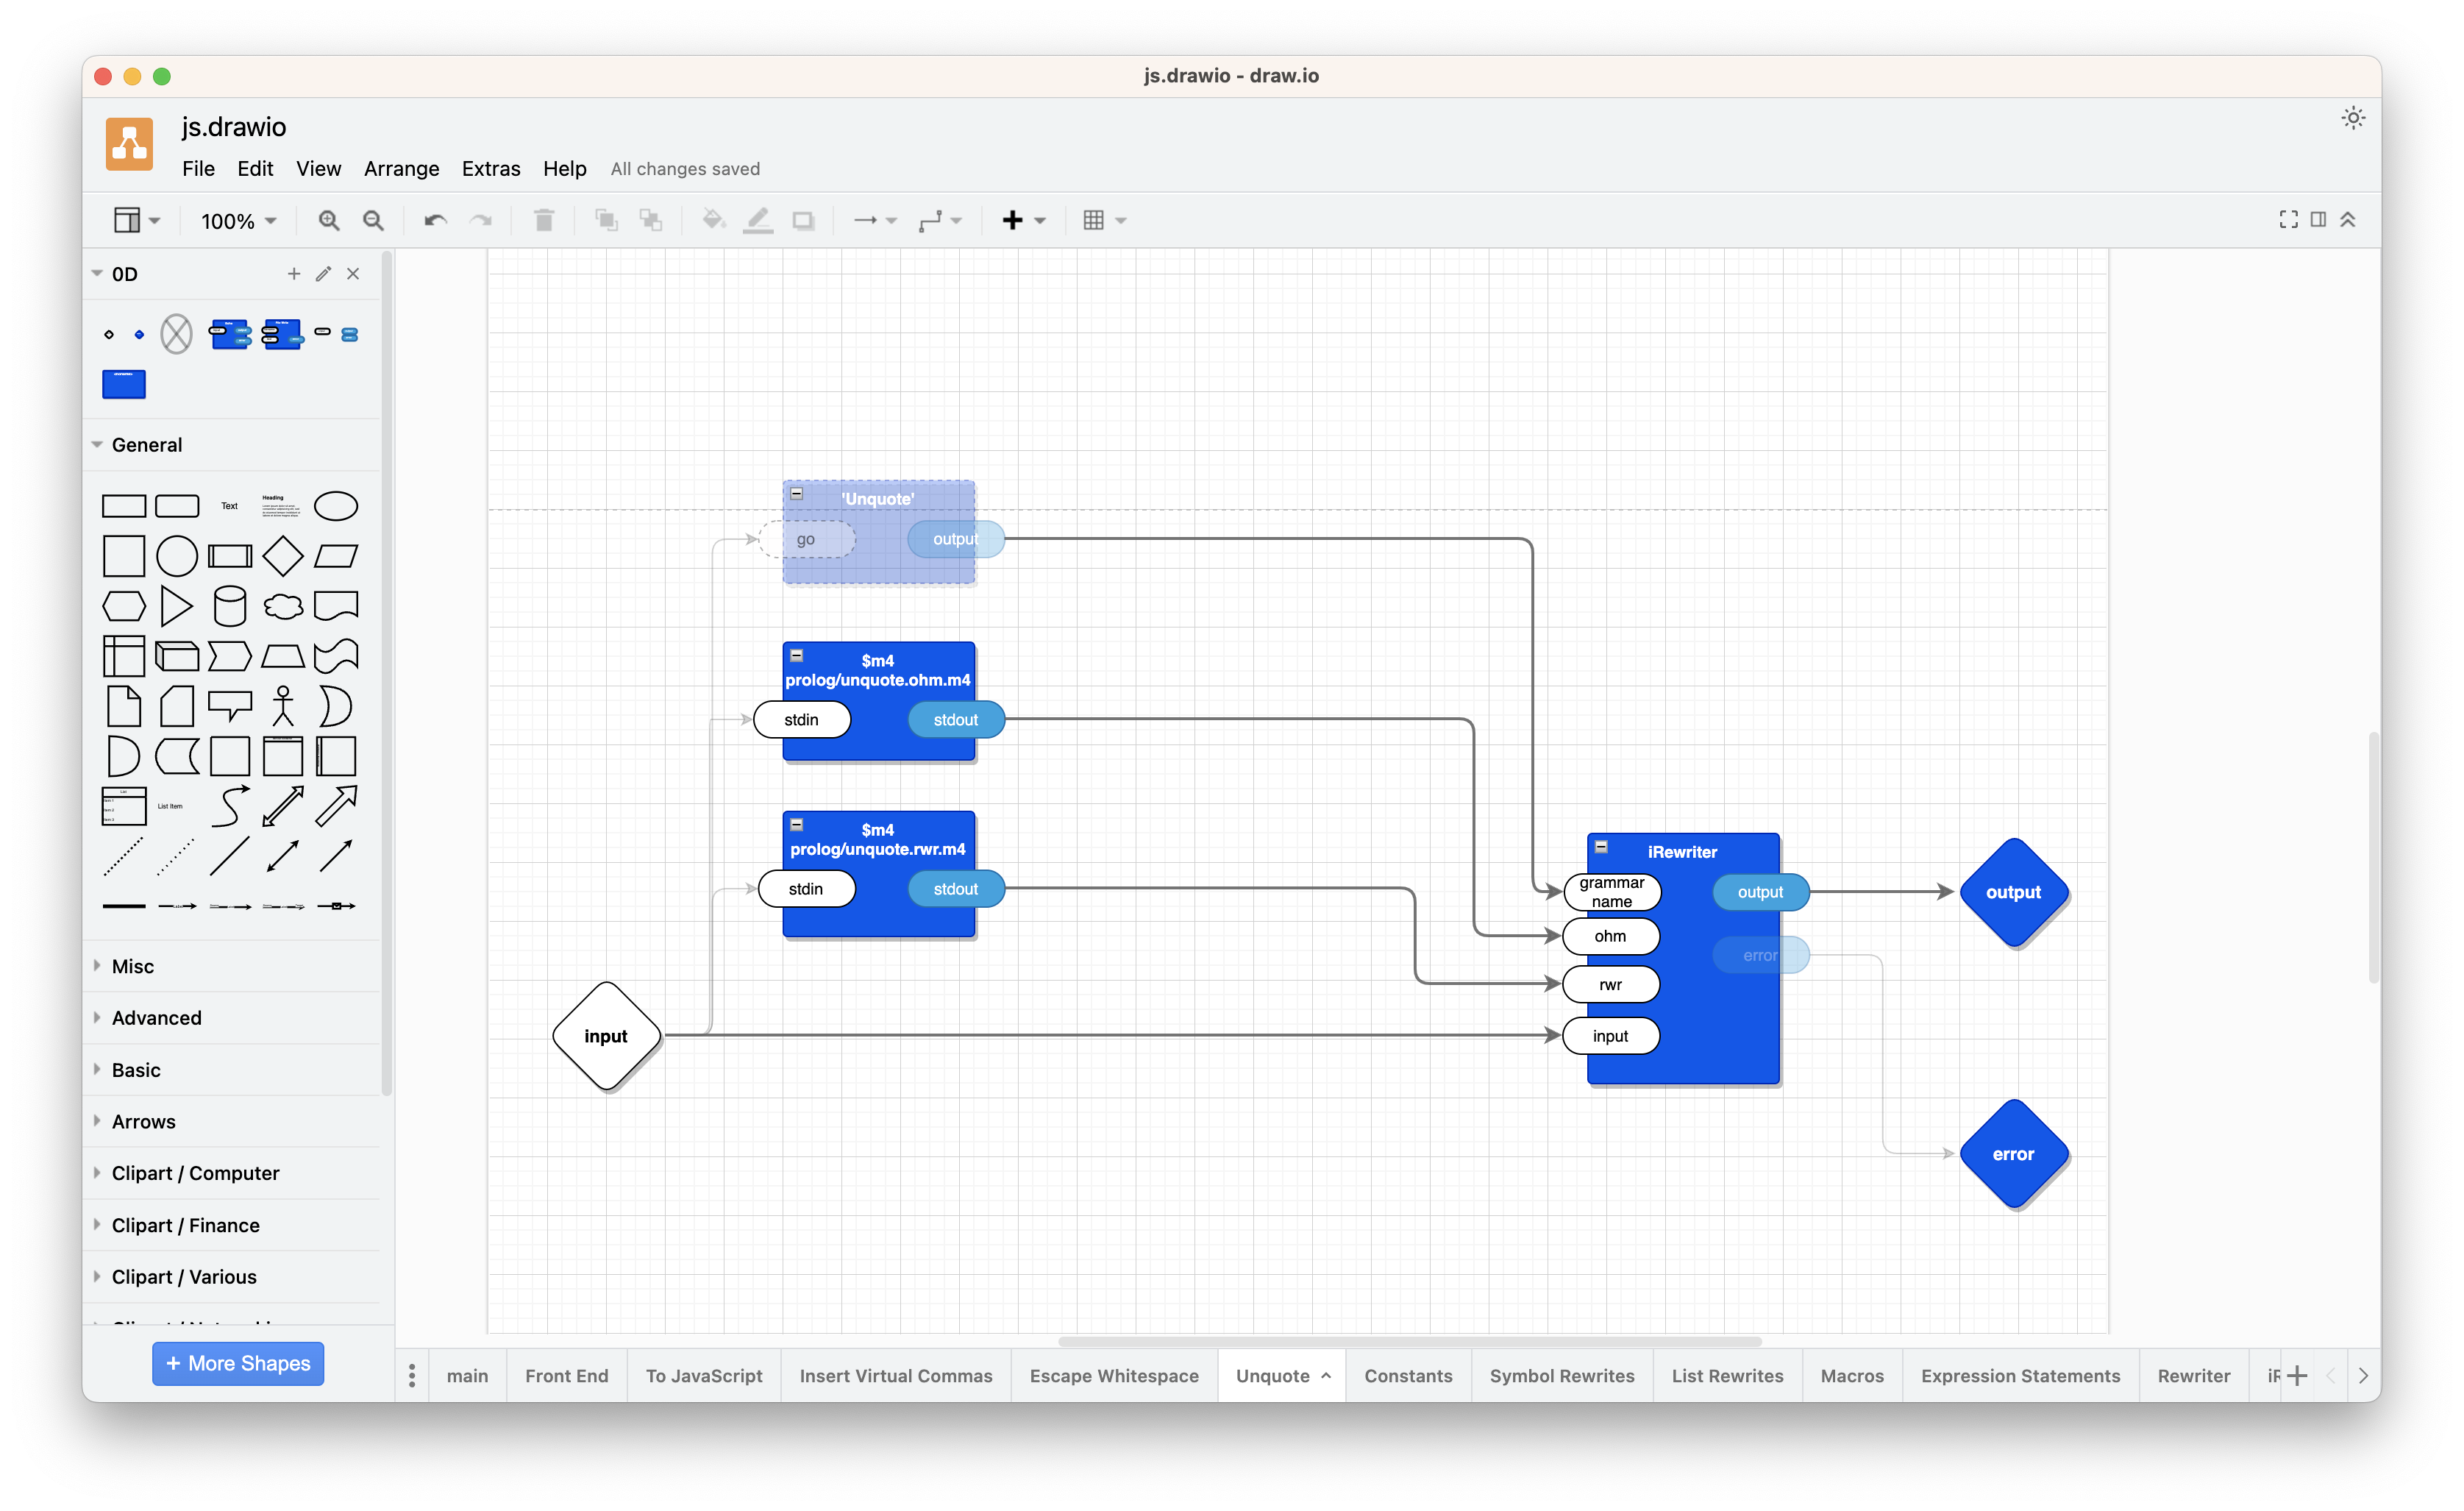 js.drawio - draw.io
js.drawio
File Edit View Arrange Extras Help All changes saved
100%
0D
General
Text
Heading
List
List Item
Misc
Advanced
Basic
Arrows
Clipart / Computer
Clipart / Finance
Clipart / Various
+ More Shapes
'Unquote'
go
output
$m4
prolog/unquote.ohm.m4
stdin
stdout
$m4
prolog/unquote.rwr.m4
stdin
stdout
input
iRewriter
grammar
name
ohm
rwr
input
output
error
output
error
main
Front End
To JavaScript
Insert Virtual Commas
Escape Whitespace
Unquote
Constants
Symbol Rewrites
List Rewrites
Macros
Expression Statements
Rewriter